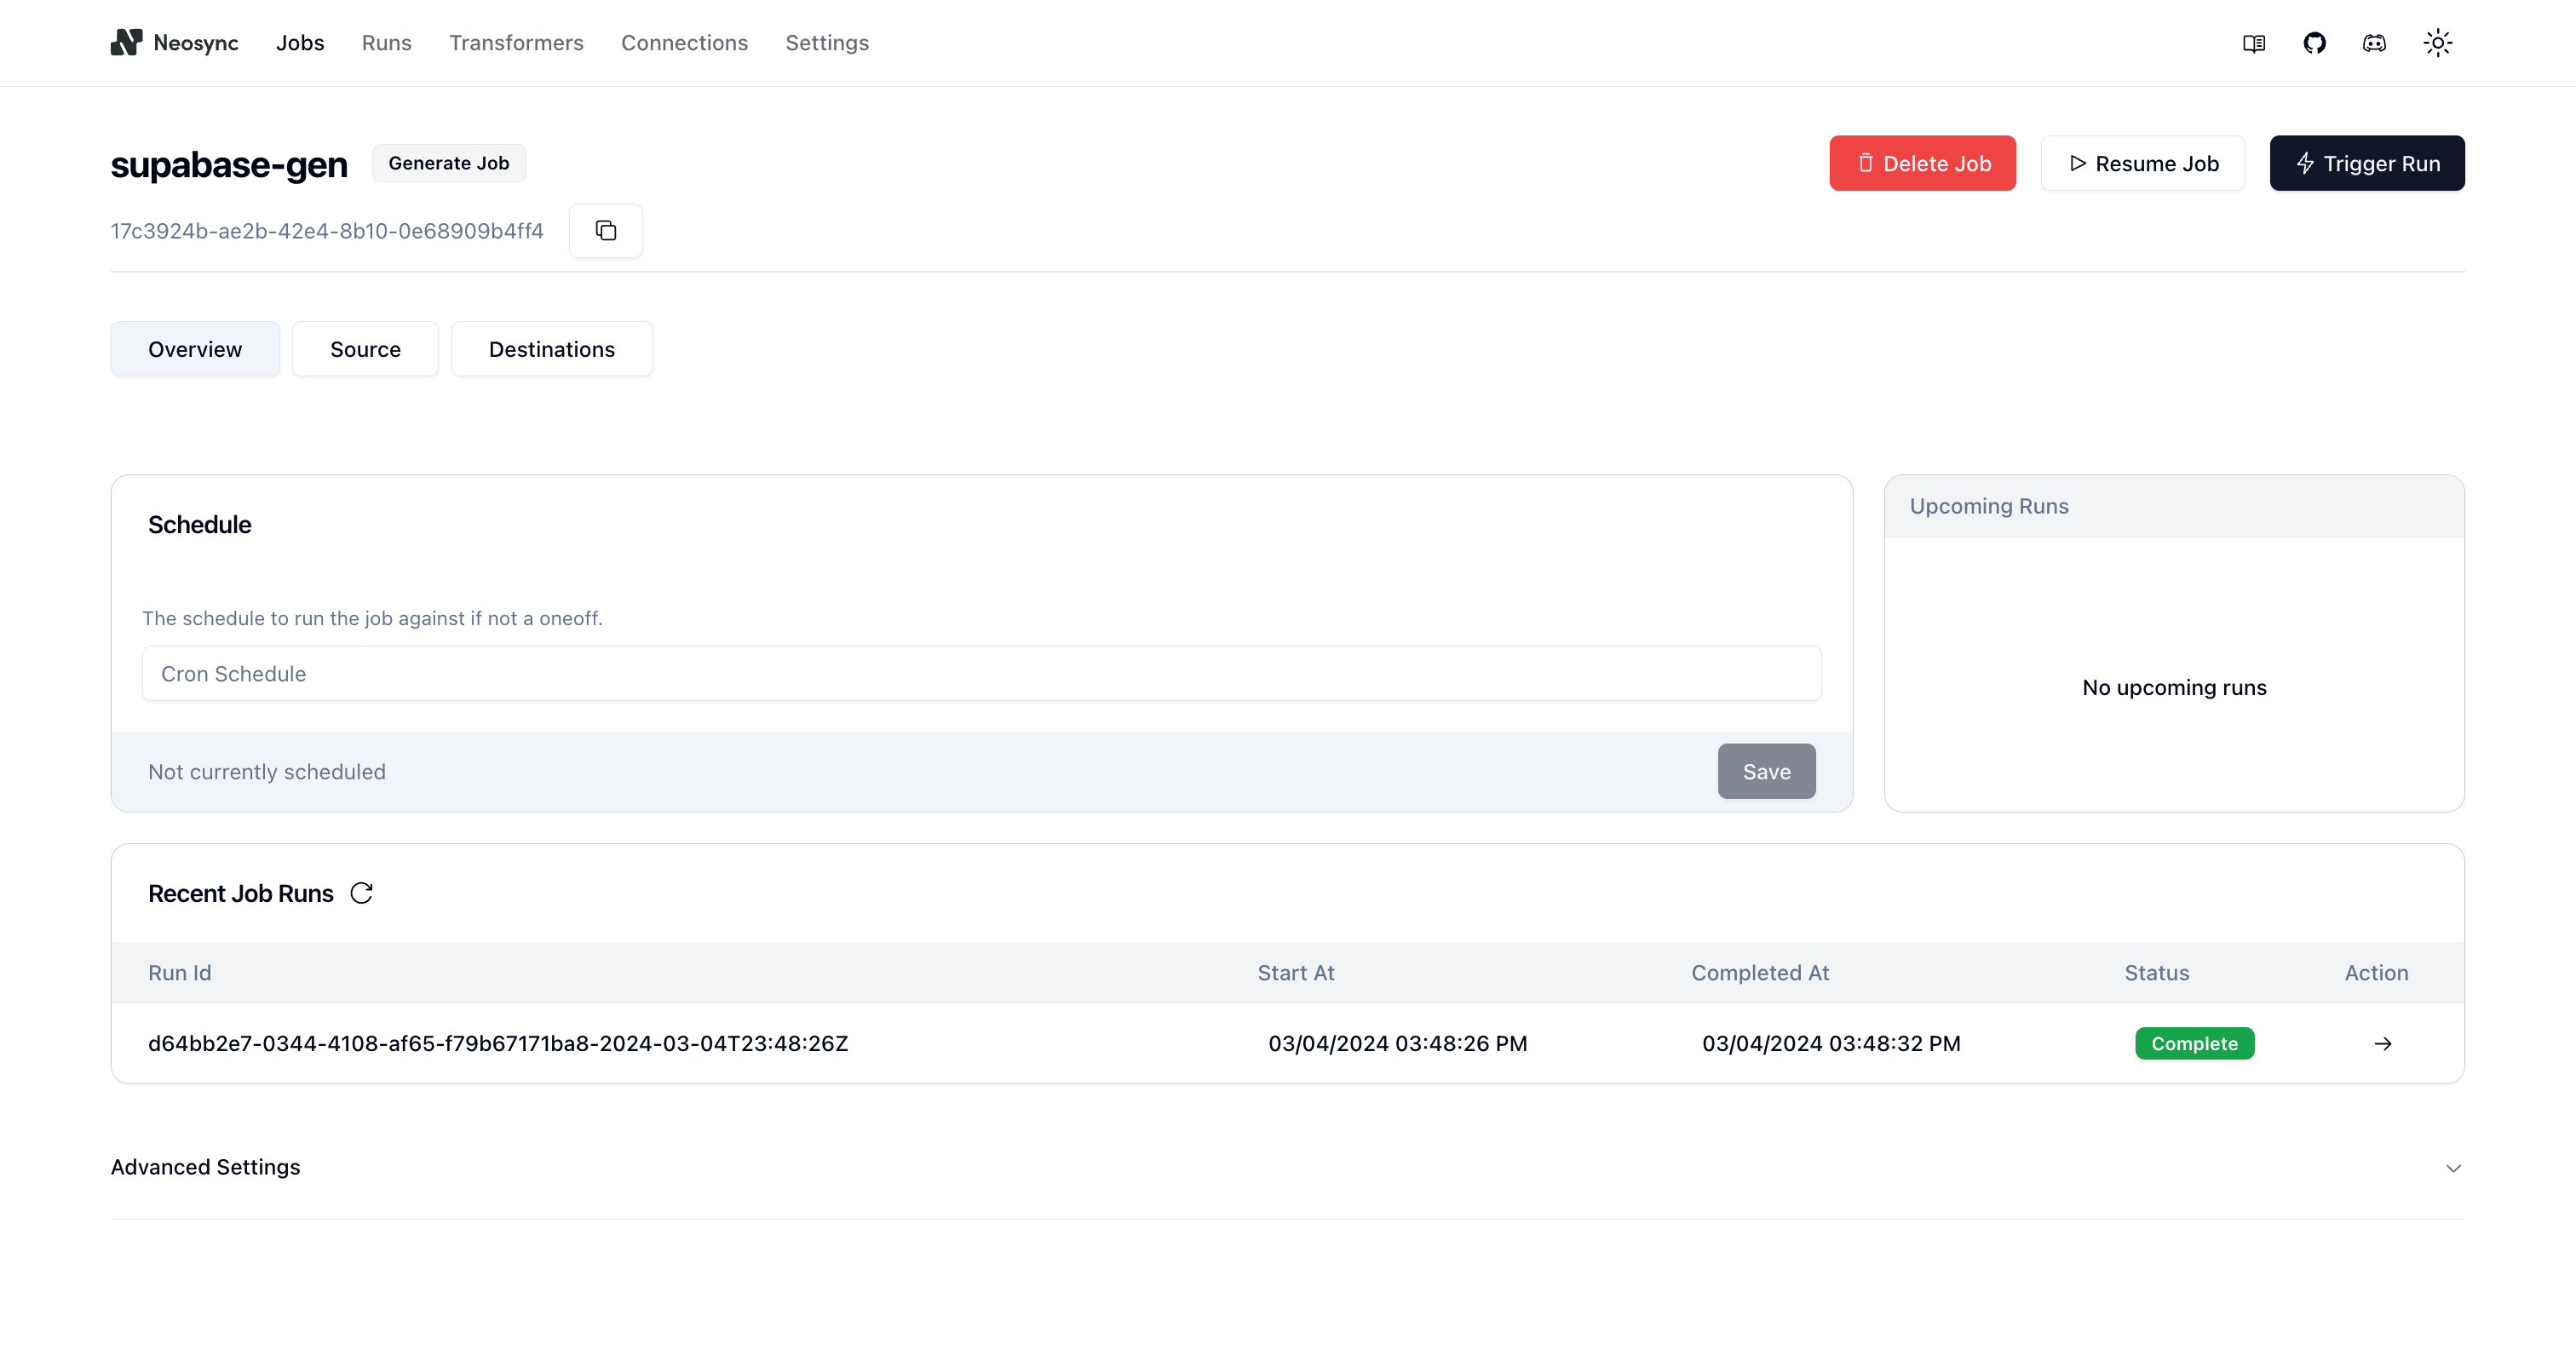 Neosync Jobs Runs Transformers Connections Settings
supabase-gen Generate Job Delete Job Resume Job Trigger Run
17c3924b-ae2b-42e4-8b10-0e68909b4ff4
Overview Source Destinations
Schedule
The schedule to run the job against if not a oneoff.
Cron Schedule
Not currently scheduled Save
Upcoming Runs
No upcoming runs
Recent Job Runs
Run Id Start At Completed At Status Action
d64bb2e7-0344-4108-af65-f79b67171ba8-2024-03-04T23:48:26Z 03/04/2024 03:48:26 PM 03/04/2024 03:48:32 PM Complete
Advanced Settings